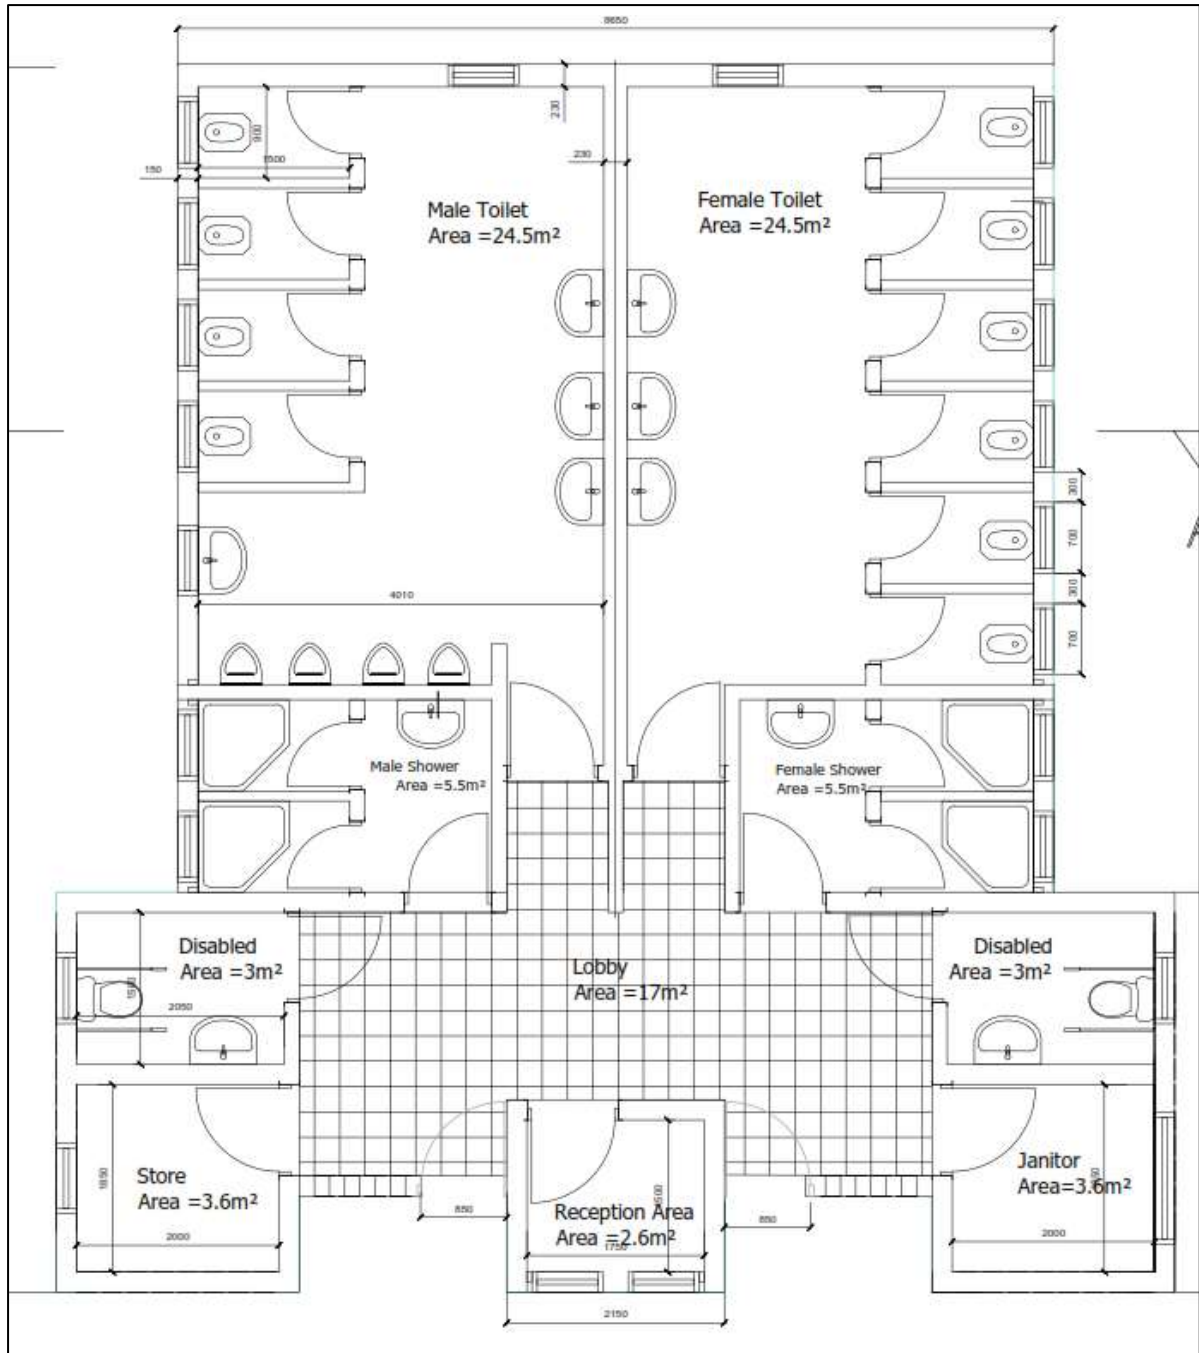 8650
230
900
1500
150
230
Male Toilet
Area =24.5m²
Female Toilet
Area =24.5m²
300
700
300
700
4010
Male Shower
Area =5.5m²
Female Shower
Area =5.5m²
Disabled
Area =3m²
1500
2050
Lobby
Area =17m²
Disabled
Area =3m²
Store
Area =3.6m²
1850
2000
850
Reception Area
Area =2.6m²
1750
850
Janitor
Area=3.6m²
2000
2150